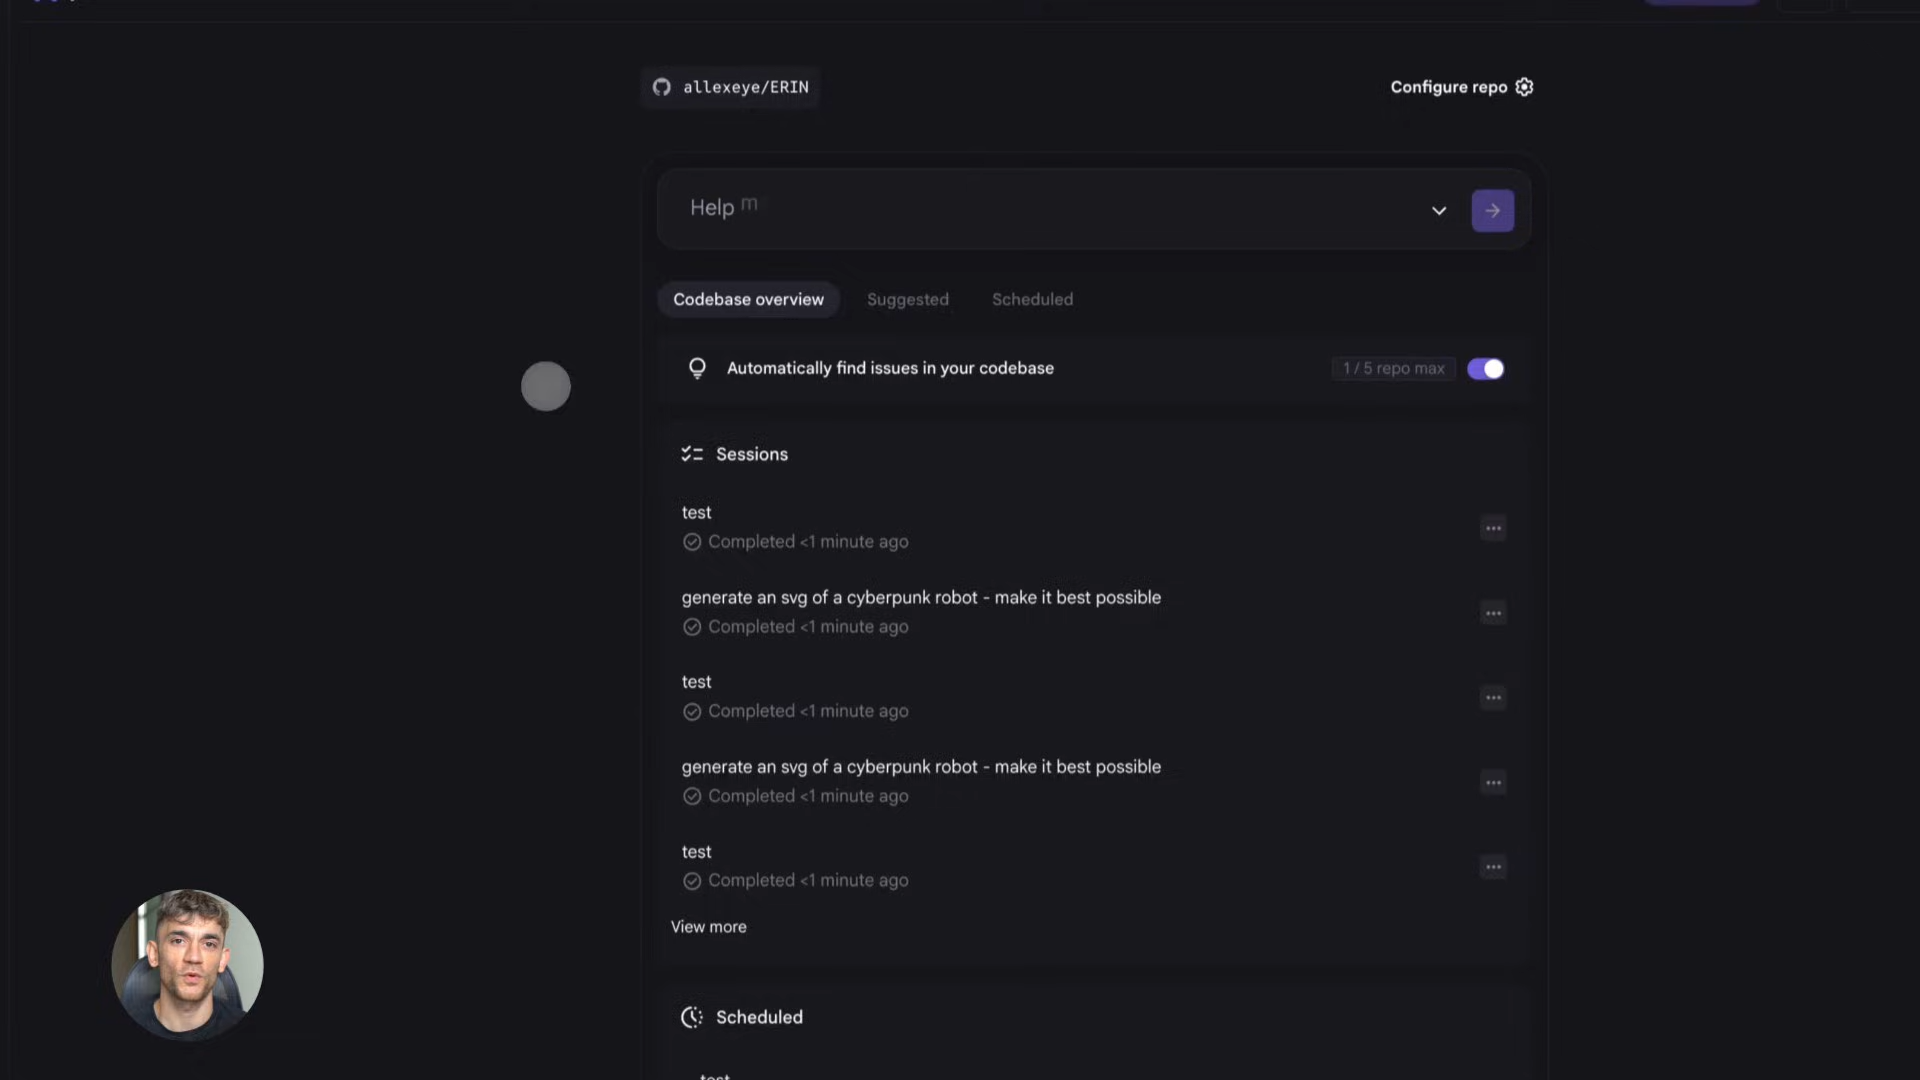 allexeye/ERIN
Configure repo
Help m
Codebase overview
Suggested
Scheduled
Automatically find issues in your codebase
1 / 5 repo max
Sessions
test
Completed <1 minute ago
generate an svg of a cyberpunk robot - make it best possible
Completed <1 minute ago
test
Completed <1 minute ago
generate an svg of a cyberpunk robot - make it best possible
Completed <1 minute ago
test
Completed <1 minute ago
View more
Scheduled
test